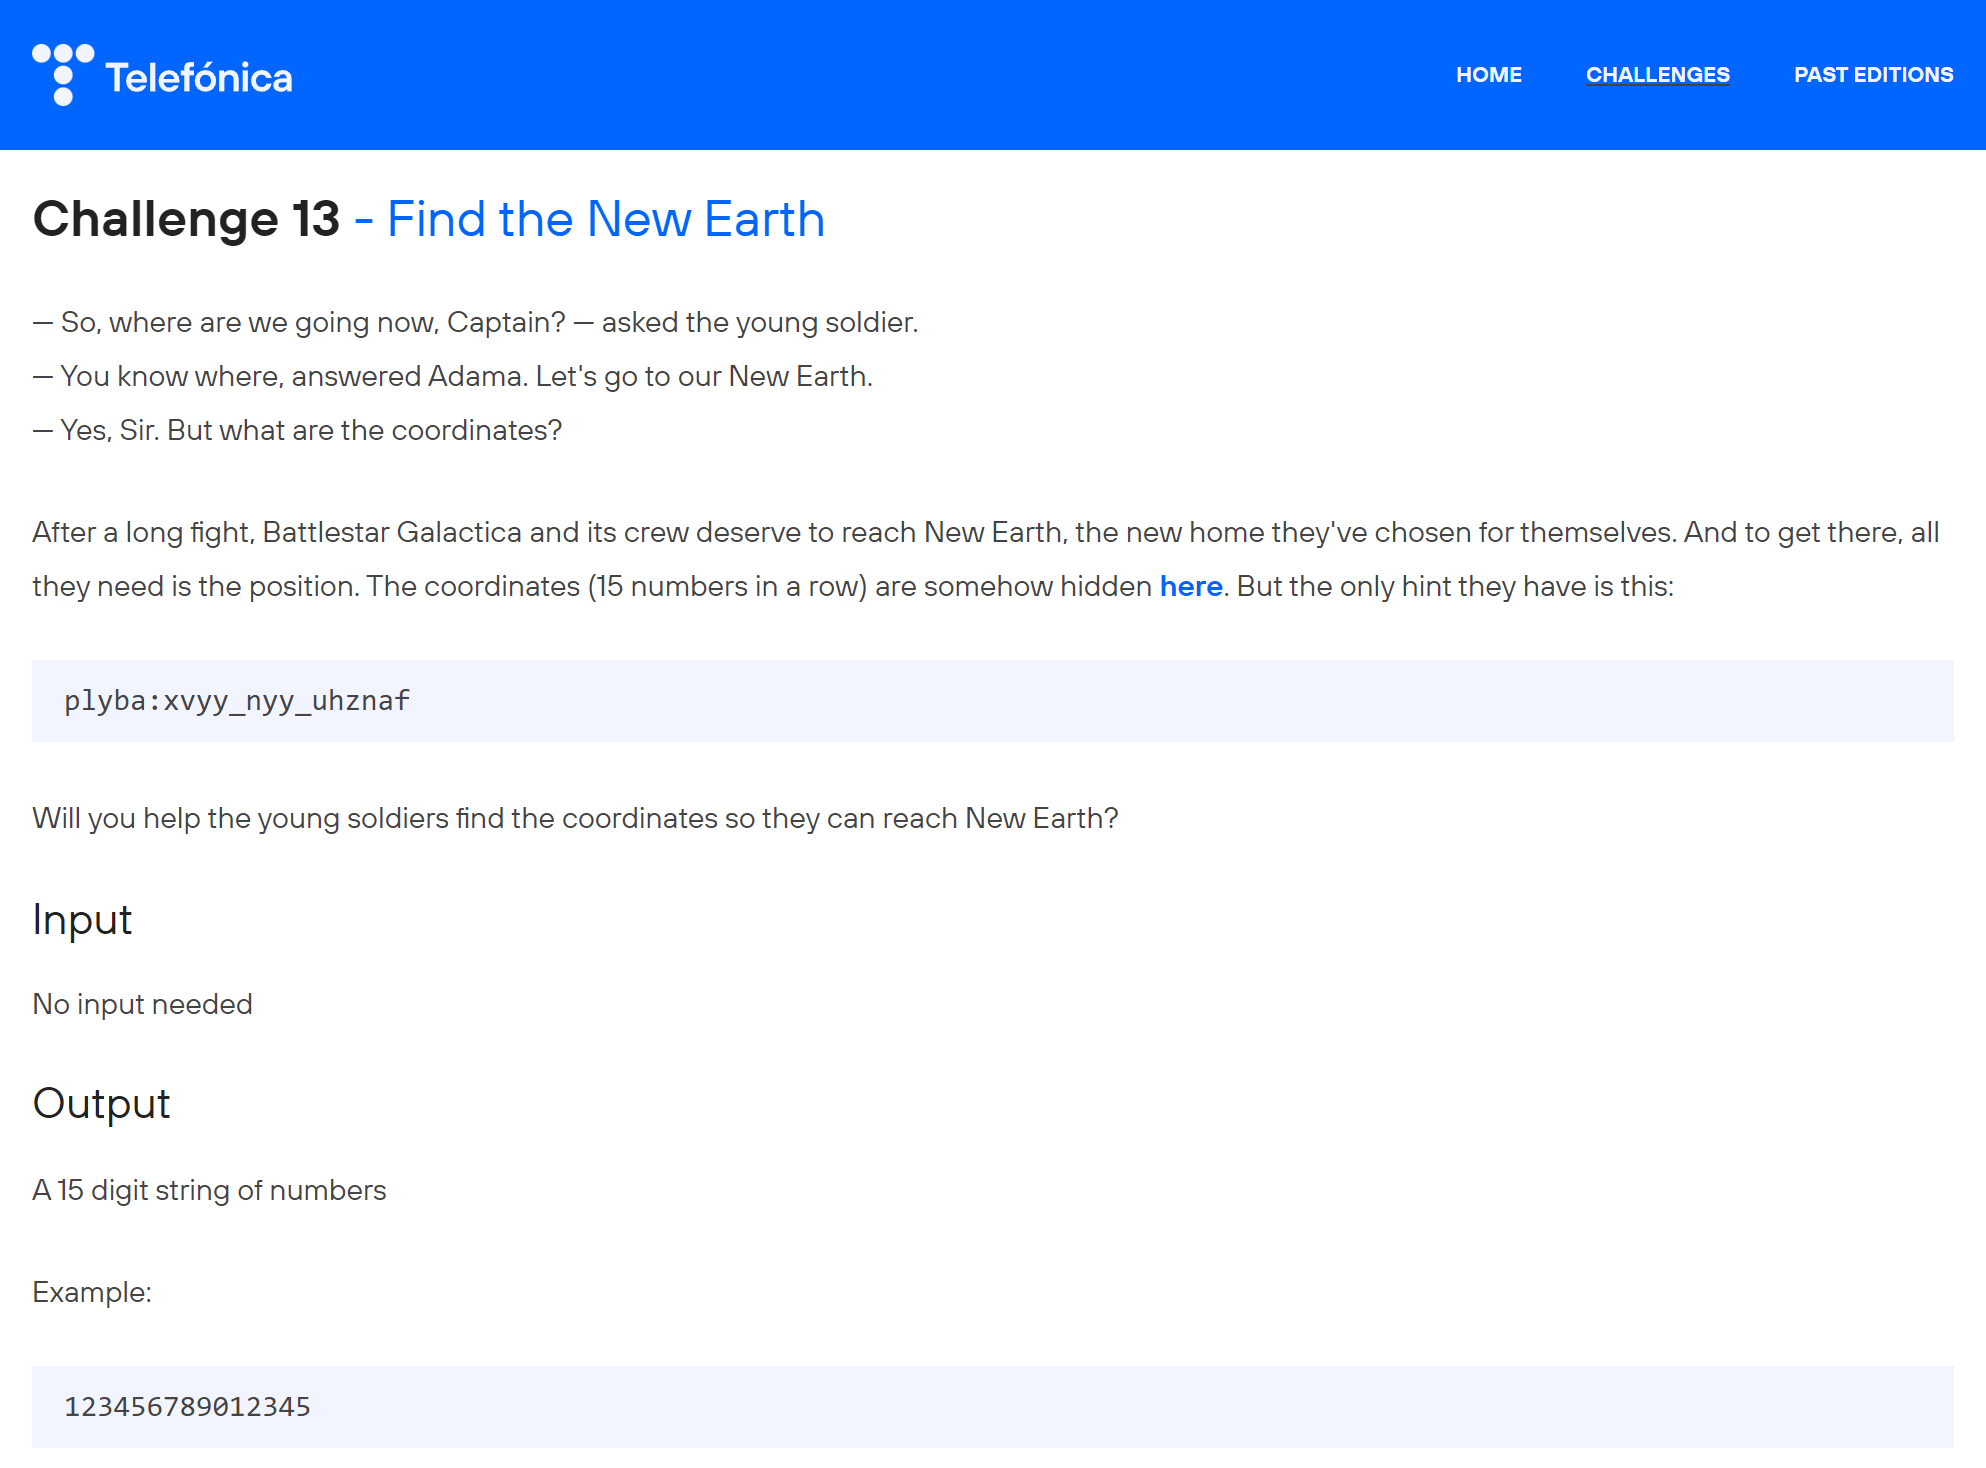 Telefónica
HOME
CHALLENGES
PAST EDITIONS
Challenge 13 - Find the New Earth
— So, where are we going now, Captain? — asked the young soldier.
— You know where, answered Adama. Let's go to our New Earth.
— Yes, Sir. But what are the coordinates?
After a long fight, Battlestar Galactica and its crew deserve to reach New Earth, the new home they've chosen for themselves. And to get there, all
they need is the position. The coordinates (15 numbers in a row) are somehow hidden here. But the only hint they have is this:
plyba:xvyy_nyy_uhznaf
Will you help the young soldiers find the coordinates so they can reach New Earth?
Input
No input needed
Output
A 15 digit string of numbers
Example:
123456789012345